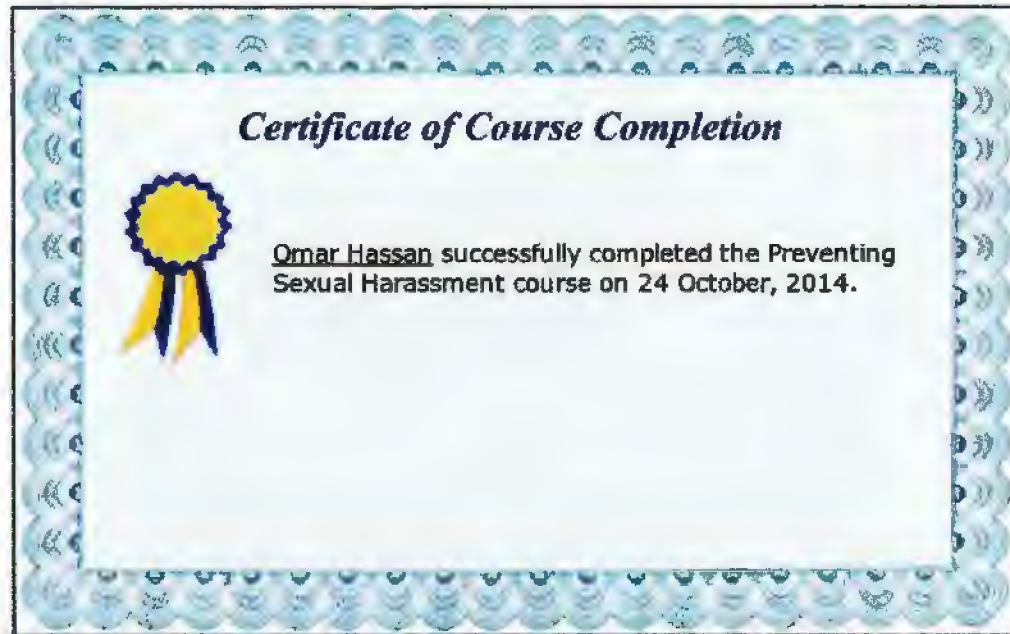 Certificate of Course Completion
Omar Hassan successfully completed the Preventing
Sexual Harassment course on 24 October, 2014.